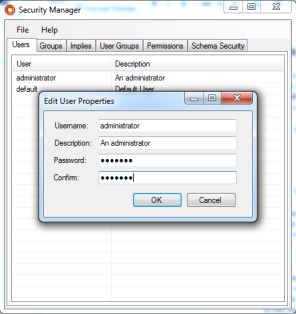 Security Manager
File Help
Users Groups Implies User Groups Permissions Schema Security
User Description
administrator An administrator
default Default User
Edit User Properties
Username: administrator
Description: An administrator
Password: ●●●●●●●
Confirm: ●●●●●●●
OK Cancel